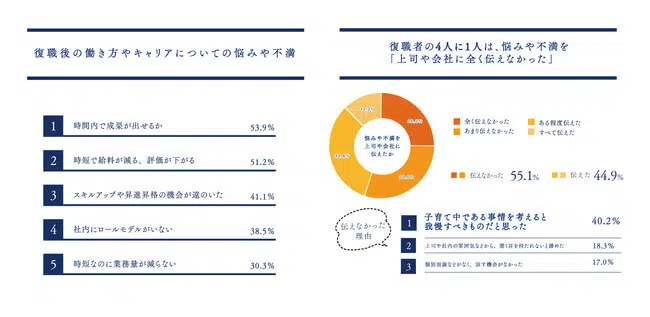 復職後の働き方やキャリアについての悩みや不満
1 時間内で成果が出せるか 53.9%
2 時短で給料が減る、評価が下がる 51.2%
3 スキルアップや昇進昇格の機会が遠のいた 41.1%
4 社内にロールモデルがいない 38.5%
5 時短なのに業務量が減らない 30.3%
復職者の4人に1人は、悩みや不満を
「上司や会社に全く伝えなかった」
悩みや不満を
上司や会社に
伝えたか
全く伝えなかった ある程度伝えた
あまり伝えなかった すべて伝えた
伝えなかった 55.1% 伝えた 44.9%
伝えなかった
理由
1 子育て中である事情を考えると
我慢すべきものだと思った 40.2%
2 上司や社内の雰囲気などから、聞く耳を持たれないと諦めた 18.3%
3 個別面談などがなく、話す機会がなかった 17.0%